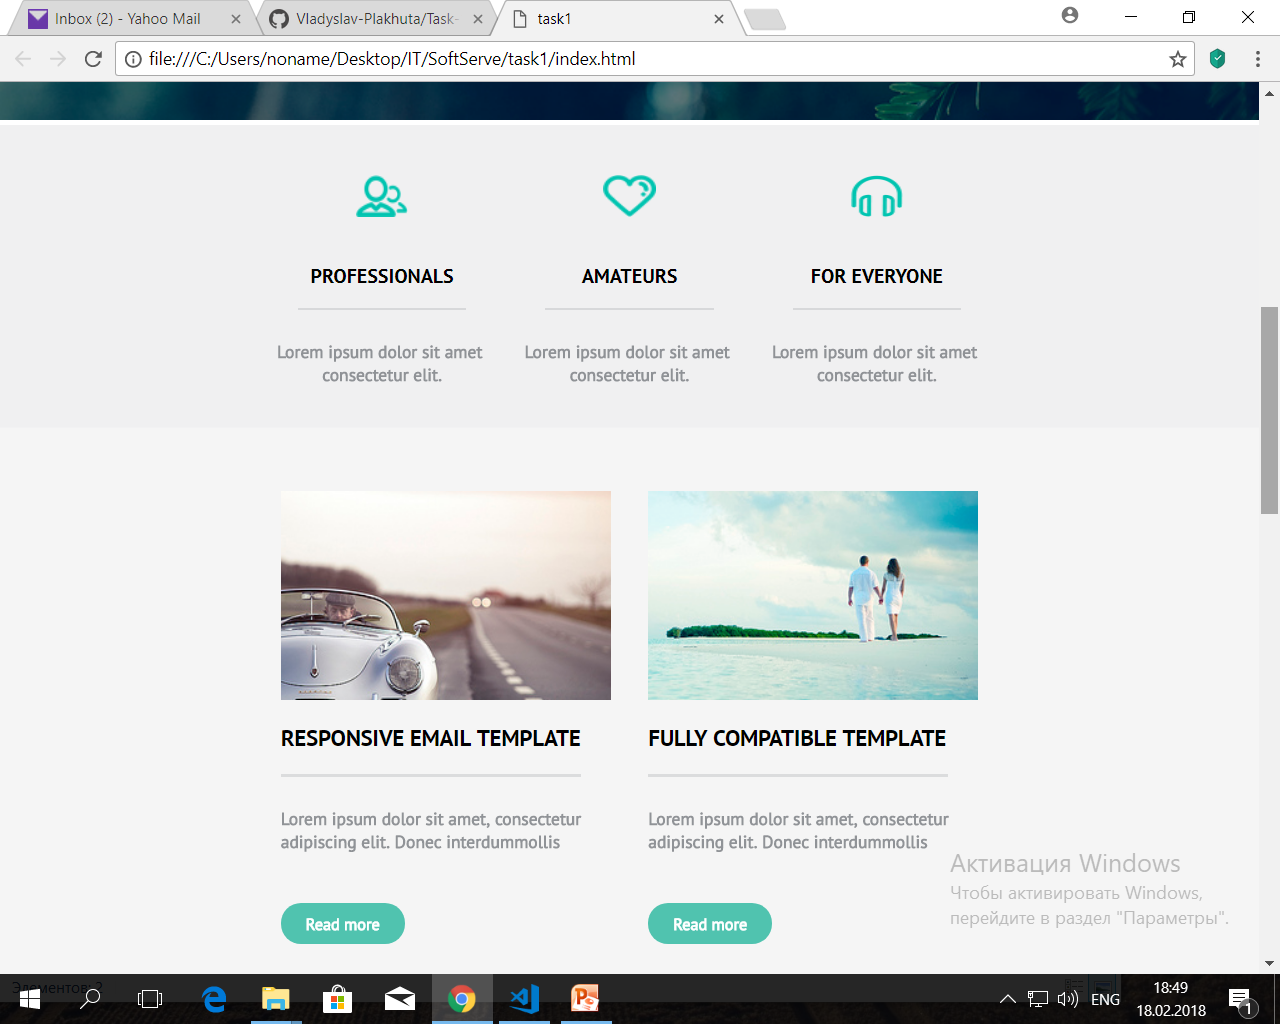 Inbox (2) - Yahoo Mail
Vladyslav-Plakhuta/Task-
task1
file:///C:/Users/noname/Desktop/IT/SoftServe/task1/index.html
PROFESSIONALS
AMATEURS
FOR EVERYONE
Lorem ipsum dolor sit amet
consectetur elit.
Lorem ipsum dolor sit amet
consectetur elit.
Lorem ipsum dolor sit amet
consectetur elit.
RESPONSIVE EMAIL TEMPLATE
FULLY COMPATIBLE TEMPLATE
Lorem ipsum dolor sit amet, consectetur
adipiscing elit. Donec interdummollis
Lorem ipsum dolor sit amet, consectetur
adipiscing elit. Donec interdummollis
Read more
Read more
Активация Windows
Чтобы активировать Windows,
перейдите в раздел "Параметры".
Элементов: 2
ENG
18:49
18.02.2018
1